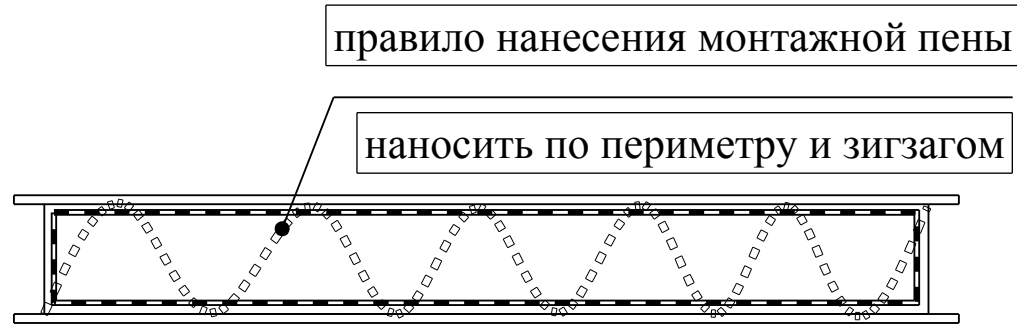 правило нанесения монтажной пены
наносить по периметру и зигзагом